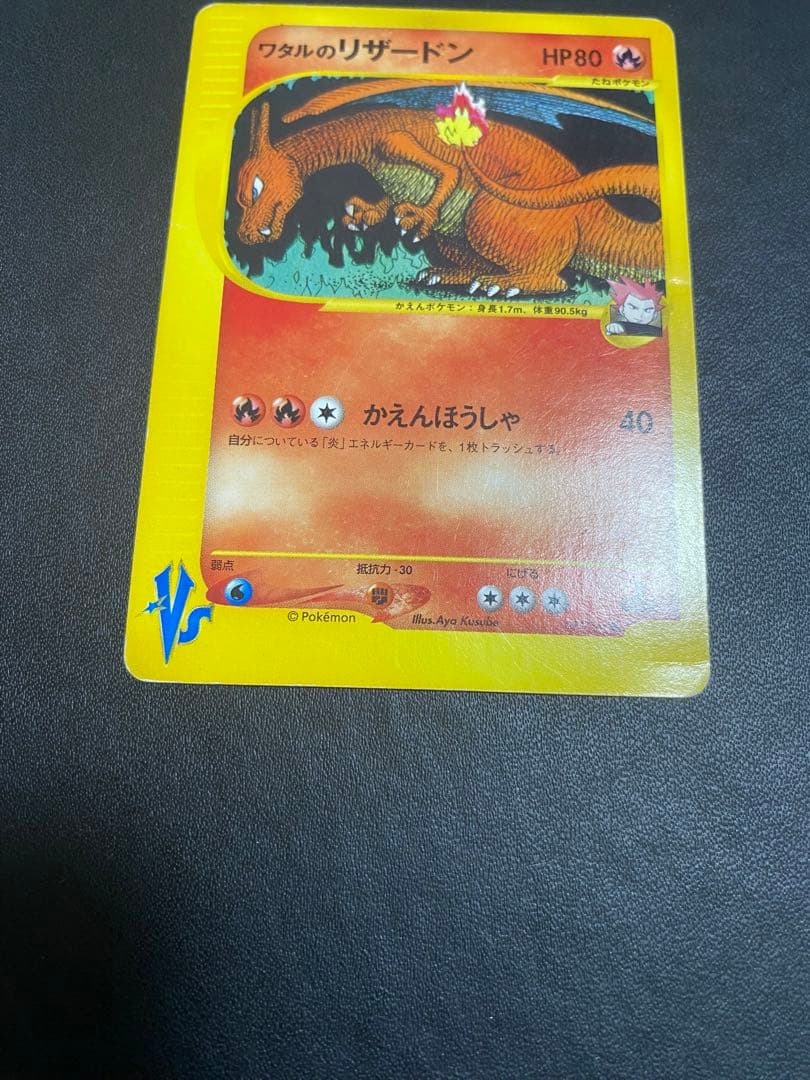 ワタルのリザードン HP80
たねポケモン
かえんポケモン：身長1.7m、体重90.5kg
かえんほうしゃ 40
自分についている「炎」エネルギーカードを、1枚トラッシュする。
弱点 抵抗力-30 にげる
VS
©Pokémon Illus.Aya Kusube